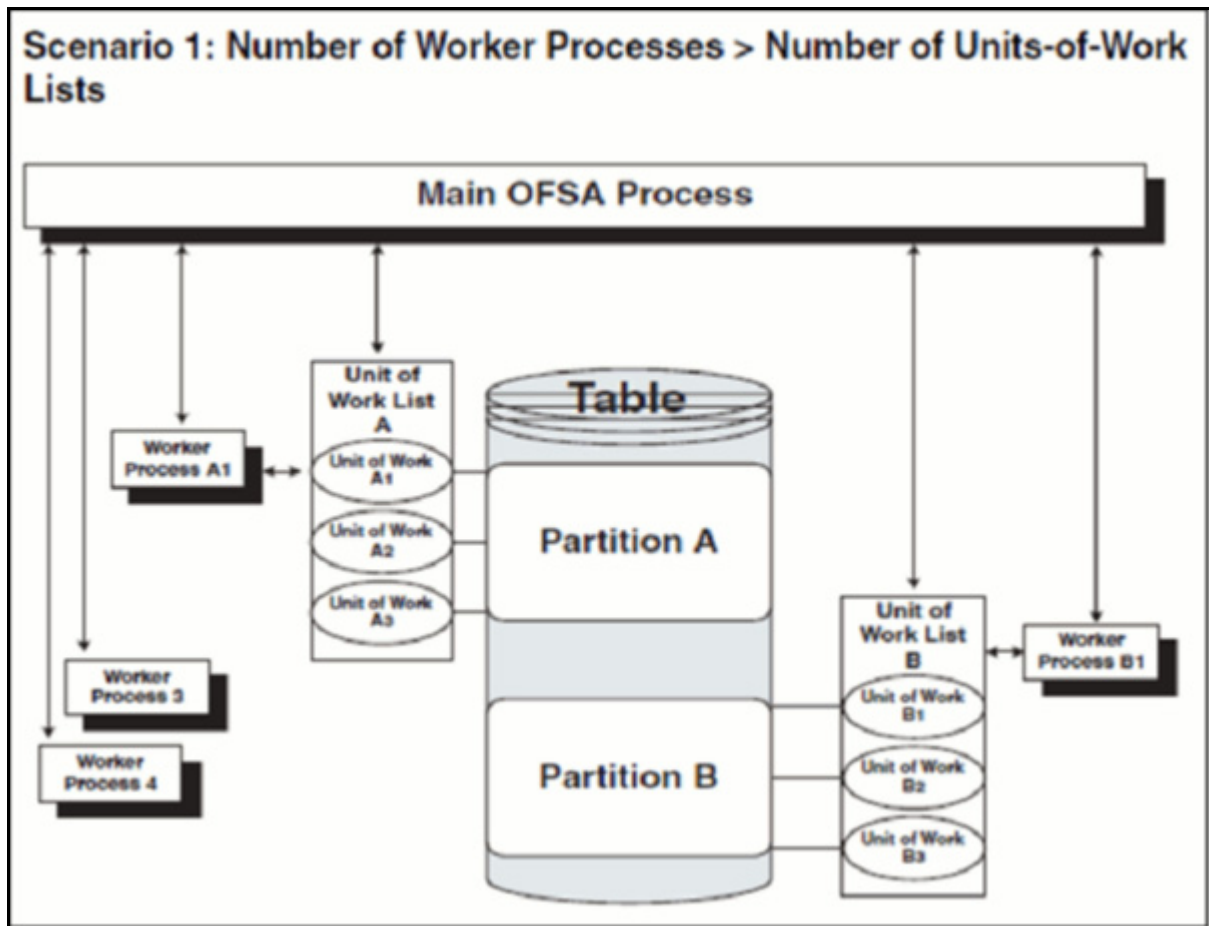 Scenario 1: Number of Worker Processes > Number of Units-of-Work
Lists
Main OFSA Process
Unit of
Work List
A
Unit of Work
A1
Unit of Work
A2
Unit of Work
A3
Worker
Process A1
Worker
Process 3
Worker
Process 4
Table
Partition A
Partition B
Unit of
Work List
B
Unit of Work
B1
Unit of Work
B2
Unit of Work
B3
Worker
Process B1